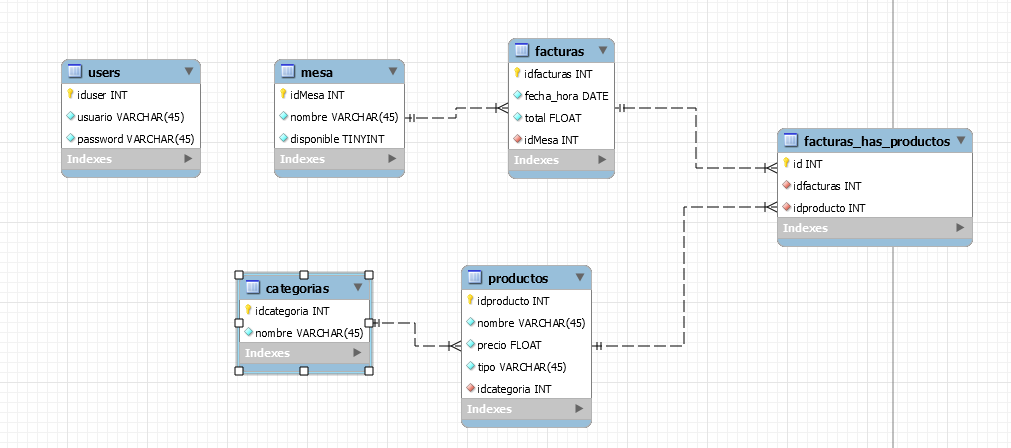 users
iduser INT
usuario VARCHAR(45)
password VARCHAR(45)
Indexes
mesa
idMesa INT
nombre VARCHAR(45)
disponible TINYINT
Indexes
facturas
idfacturas INT
fecha_hora DATE
total FLOAT
idMesa INT
Indexes
facturas_has_productos
id INT
idfacturas INT
idproducto INT
Indexes
categorias
idcategoria INT
nombre VARCHAR(45)
Indexes
productos
idproducto INT
nombre VARCHAR(45)
precio FLOAT
tipo VARCHAR(45)
idcategoria INT
Indexes